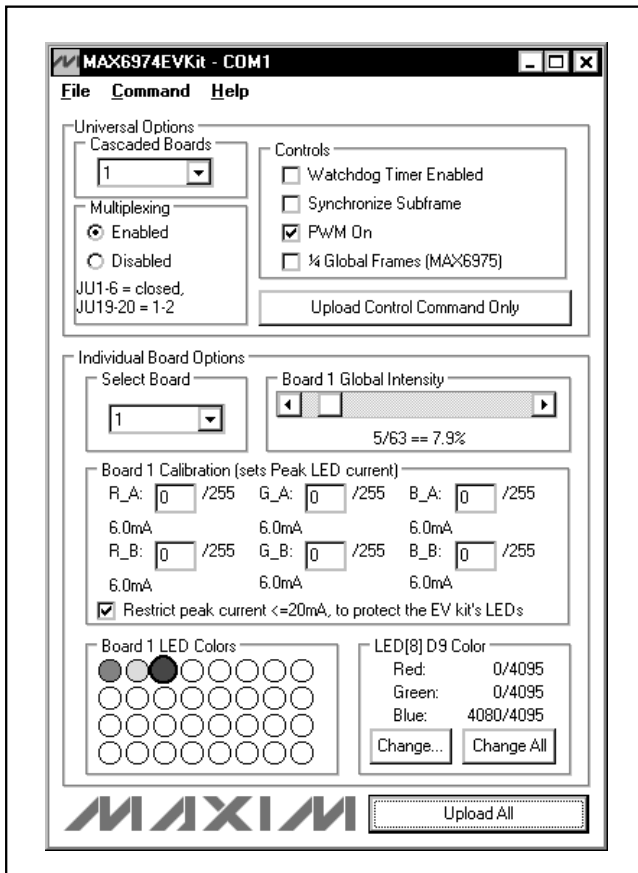 MAX6974EVKit - COM1
File Command Help
Universal Options
Cascaded Boards
1
Multiplexing
Enabled
Disabled
JU1-6 = closed,
JU19-20 = 1-2
Controls
Watchdog Timer Enabled
Synchronize Subframe
PWM On
¼ Global Frames (MAX6975)
Upload Control Command Only
Individual Board Options
Select Board
1
Board 1 Global Intensity
5/63 == 7.9%
Board 1 Calibration (sets Peak LED current)
R_A: 0 /255 G_A: 0 /255 B_A: 0 /255
6.0mA 6.0mA 6.0mA
R_B: 0 /255 G_B: 0 /255 B_B: 0 /255
6.0mA 6.0mA 6.0mA
Restrict peak current <=20mA, to protect the EV kit's LEDs
Board 1 LED Colors
LED[8] D9 Color
Red: 0/4095
Green: 0/4095
Blue: 4080/4095
Change... Change All
MAXIM
Upload All